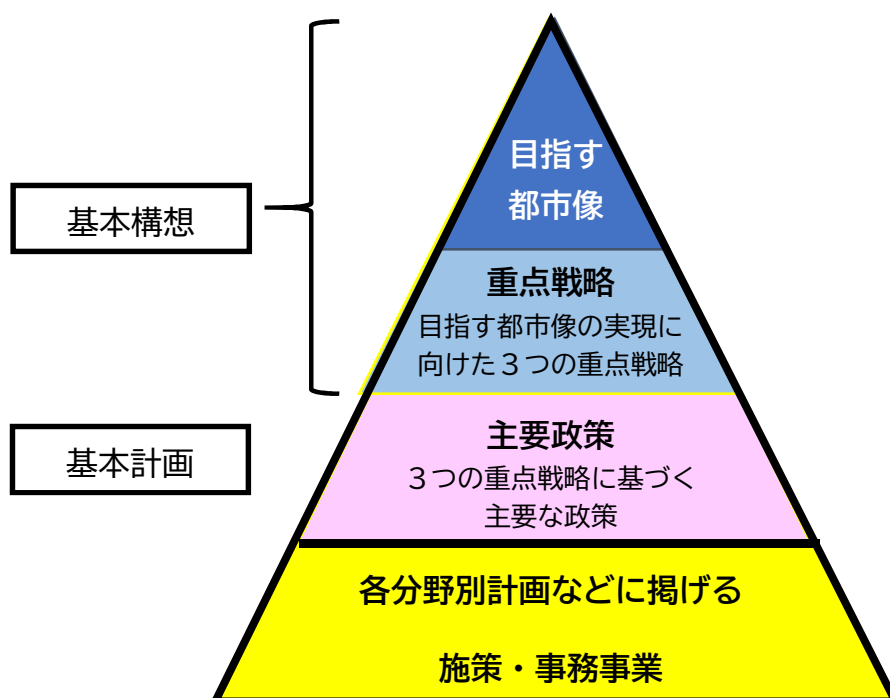 目指す
都市像
基本構想
重点戦略
目指す都市像の実現に
向けた３つの重点戦略
基本計画
主要政策
３つの重点戦略に基づく
主要な政策
各分野別計画などに掲げる
施策・事務事業